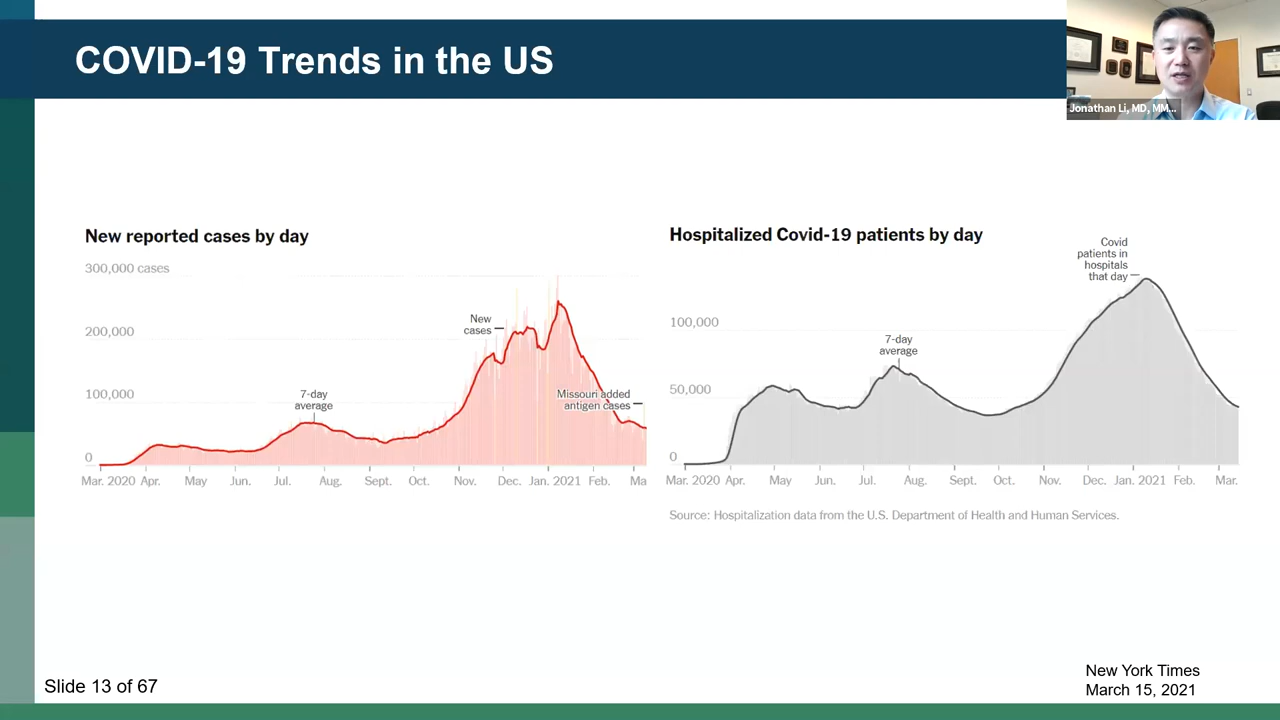 COVID-19 Trends in the US
Jonathan Li, MD, MM...
New reported cases by day
300,000 cases
200,000
100,000
0
New
cases
7-day
average
Missouri added
antigen cases
Mar. 2020 Apr. May Jun. Jul. Aug. Sept. Oct. Nov. Dec. Jan. 2021 Feb. Ma
Hospitalized Covid-19 patients by day
Covid
patients in
hospitals
that day
100,000
50,000
0
7-day
average
Mar. 2020 Apr. May Jun. Jul. Aug. Sept. Oct. Nov. Dec. Jan. 2021 Feb. Mar.
Source: Hospitalization data from the U.S. Department of Health and Human Services.
Slide 13 of 67
New York Times
March 15, 2021